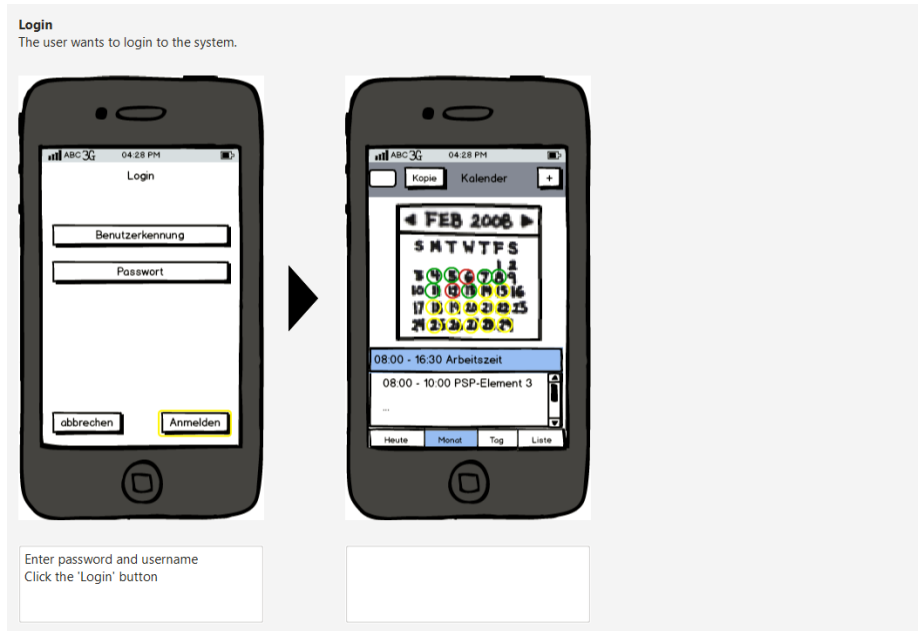 Login
The user wants to login to the system.
ABC 3G 04:28 PM
Login
Benutzerkennung
Passwort
abbrechen Anmelden
ABC 3G 04:28 PM
Kopie Kalender +
FEB 2008
S M T W T F S
1 2
3 4 5 6 7 8 9
10 11 12 13 14 15 16
17 18 19 20 21 22 23
24 25 26 27 28 29
08:00 - 16:30 Arbeitszeit
08:00 - 10:00 PSP-Element 3
...
Heute Monat Tag Liste
Enter password and username
Click the 'Login' button